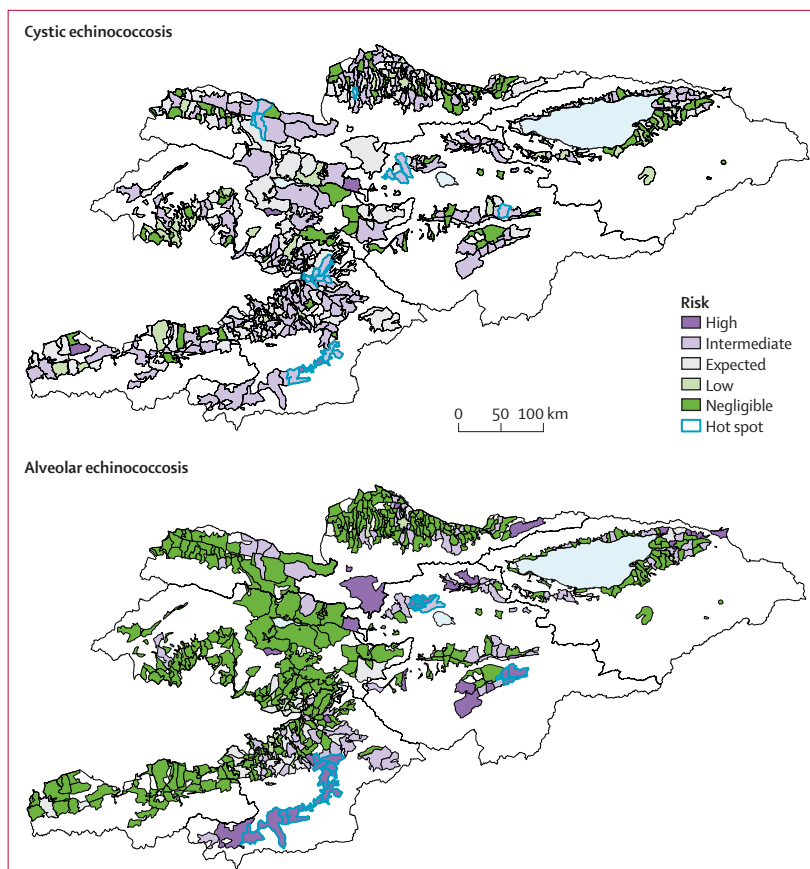 Cystic echinococcosis
Risk
High
Intermediate
Expected
Low
Negligible
Hot spot
0 50 100 km
Alveolar echinococcosis